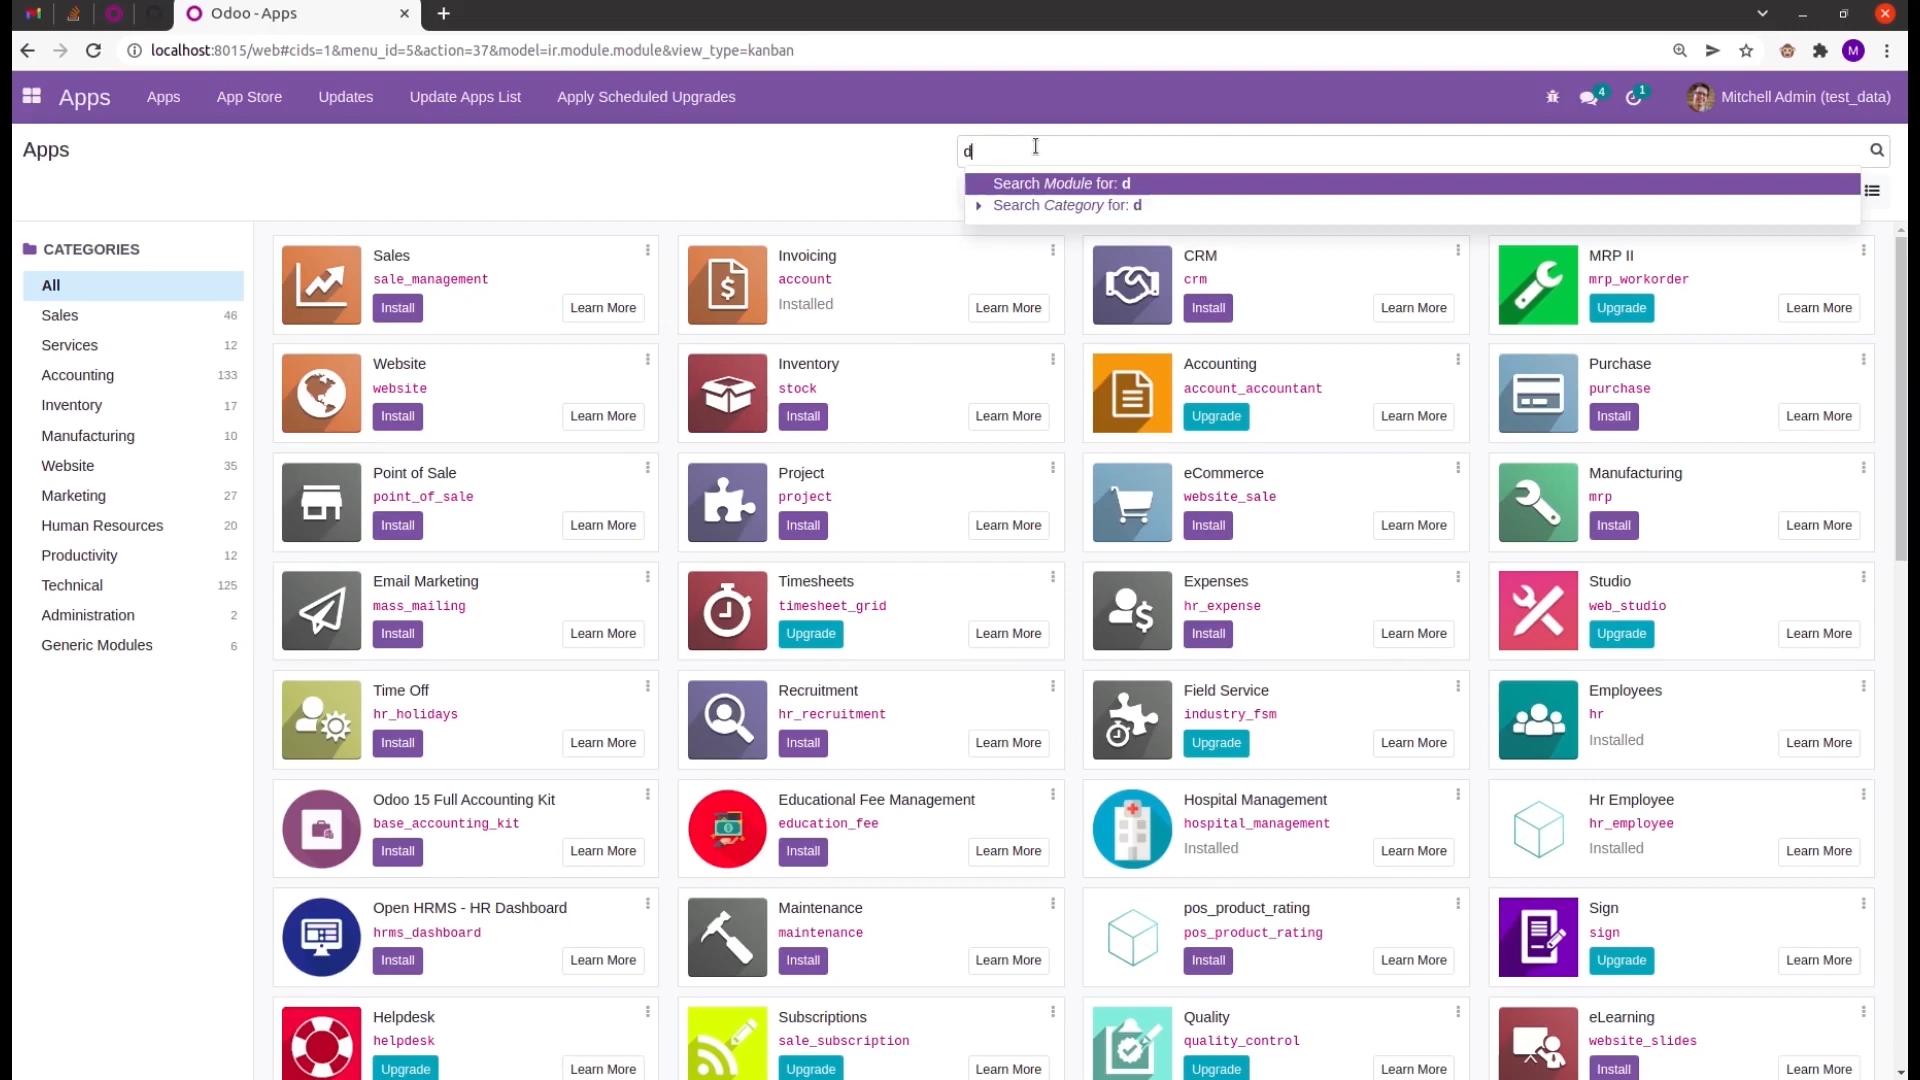 Odoo - Apps
localhost:8015/web#cids=1&menu_id=5&action=37&model=ir.module.module&view_type=kanban
M
Apps
Apps
App Store
Updates
Update Apps List
Apply Scheduled Upgrades
4
1
Mitchell Admin (test_data)
Apps
d
Search Module for: d
Search Category for: d
CATEGORIES
All
Sales 46
Services 12
Accounting 133
Inventory 17
Manufacturing 10
Website 35
Marketing 27
Human Resources 20
Productivity 12
Technical 125
Administration 2
Generic Modules 6
Sales
sale_management
Install
Learn More
Invoicing
account
Installed
Learn More
CRM
crm
Install
Learn More
MRP II
mrp_workorder
Upgrade
Learn More
Website
website
Install
Learn More
Inventory
stock
Install
Learn More
Accounting
account_accountant
Upgrade
Learn More
Purchase
purchase
Install
Learn More
Point of Sale
point_of_sale
Install
Learn More
Project
project
Install
Learn More
eCommerce
website_sale
Install
Learn More
Manufacturing
mrp
Install
Learn More
Email Marketing
mass_mailing
Install
Learn More
Timesheets
timesheet_grid
Upgrade
Learn More
Expenses
hr_expense
Install
Learn More
Studio
web_studio
Upgrade
Learn More
Time Off
hr_holidays
Install
Learn More
Recruitment
hr_recruitment
Install
Learn More
Field Service
industry_fsm
Upgrade
Learn More
Employees
hr
Installed
Learn More
Odoo 15 Full Accounting Kit
base_accounting_kit
Install
Learn More
Educational Fee Management
education_fee
Install
Learn More
Hospital Management
hospital_management
Installed
Learn More
Hr Employee
hr_employee
Installed
Learn More
Open HRMS - HR Dashboard
hrms_dashboard
Install
Learn More
Maintenance
maintenance
Install
Learn More
pos_product_rating
pos_product_rating
Install
Learn More
Sign
sign
Upgrade
Learn More
Helpdesk
helpdesk
Upgrade
Learn More
Subscriptions
sale_subscription
Upgrade
Learn More
Quality
quality_control
Upgrade
Learn More
eLearning
website_slides
Install
Learn More